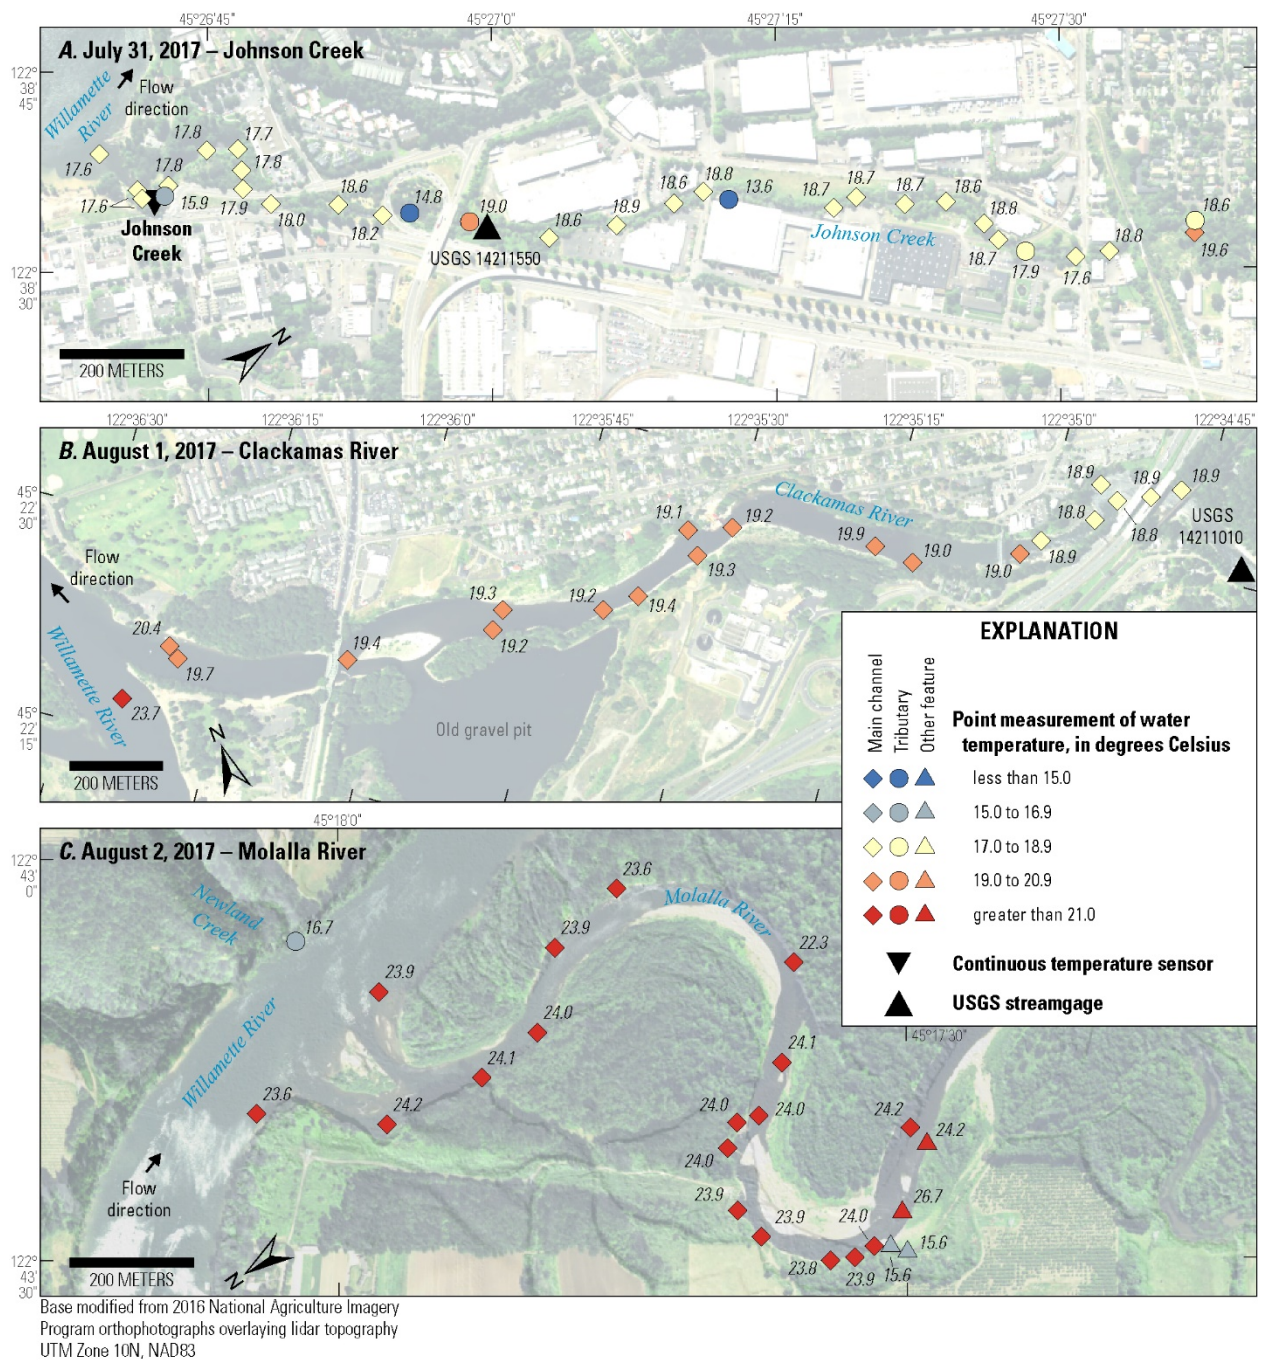 45°26'45"
45°27'0"
45°27'15"
45°27'30"
A. July 31, 2017 – Johnson Creek
122°
38'
45"
Willamette
River
Flow
direction
17.6
17.8
17.7
17.8
17.8
17.6
15.9
17.9
18.0
18.6
18.2
14.8
19.0
18.6
18.9
18.6
18.8
13.6
18.7
18.7
18.7
18.6
18.8
18.7
17.9
17.6
18.8
18.6
19.6
Johnson
Creek
USGS 14211550
Johnson Creek
122°
38'
30"
200 METERS
N
122°36'30"
122°36'15"
122°36'0"
122°35'45"
122°35'30"
122°35'15"
122°35'0"
122°34'45"
B. August 1, 2017 – Clackamas River
45°
22'
30"
Flow
direction
Willamette River
20.4
19.7
23.7
19.4
19.3
19.2
19.2
19.4
19.1
19.3
19.2
Clackamas River
19.9
19.0
19.0
18.9
18.8
18.9
18.8
18.9
18.9
USGS
14211010
Old gravel pit
45°
22'
15"
200 METERS
N
EXPLANATION
Main channel
Tributary
Other feature
Point measurement of water
temperature, in degrees Celsius
less than 15.0
15.0 to 16.9
17.0 to 18.9
19.0 to 20.9
greater than 21.0
Continuous temperature sensor
USGS streamgage
45°18'0"
C. August 2, 2017 – Molalla River
122°
43'
0"
Newland
Creek
16.7
Willamette River
23.6
23.9
24.2
24.1
24.0
23.9
23.6
Molalla River
22.3
24.1
24.0
24.0
24.0
23.9
23.9
23.8
23.9
24.0
15.6
15.6
26.7
24.2
24.2
45°17'30"
Flow
direction
122°
43'
30"
200 METERS
N
Base modified from 2016 National Agriculture Imagery
Program orthophotographs overlaying lidar topography
UTM Zone 10N, NAD83